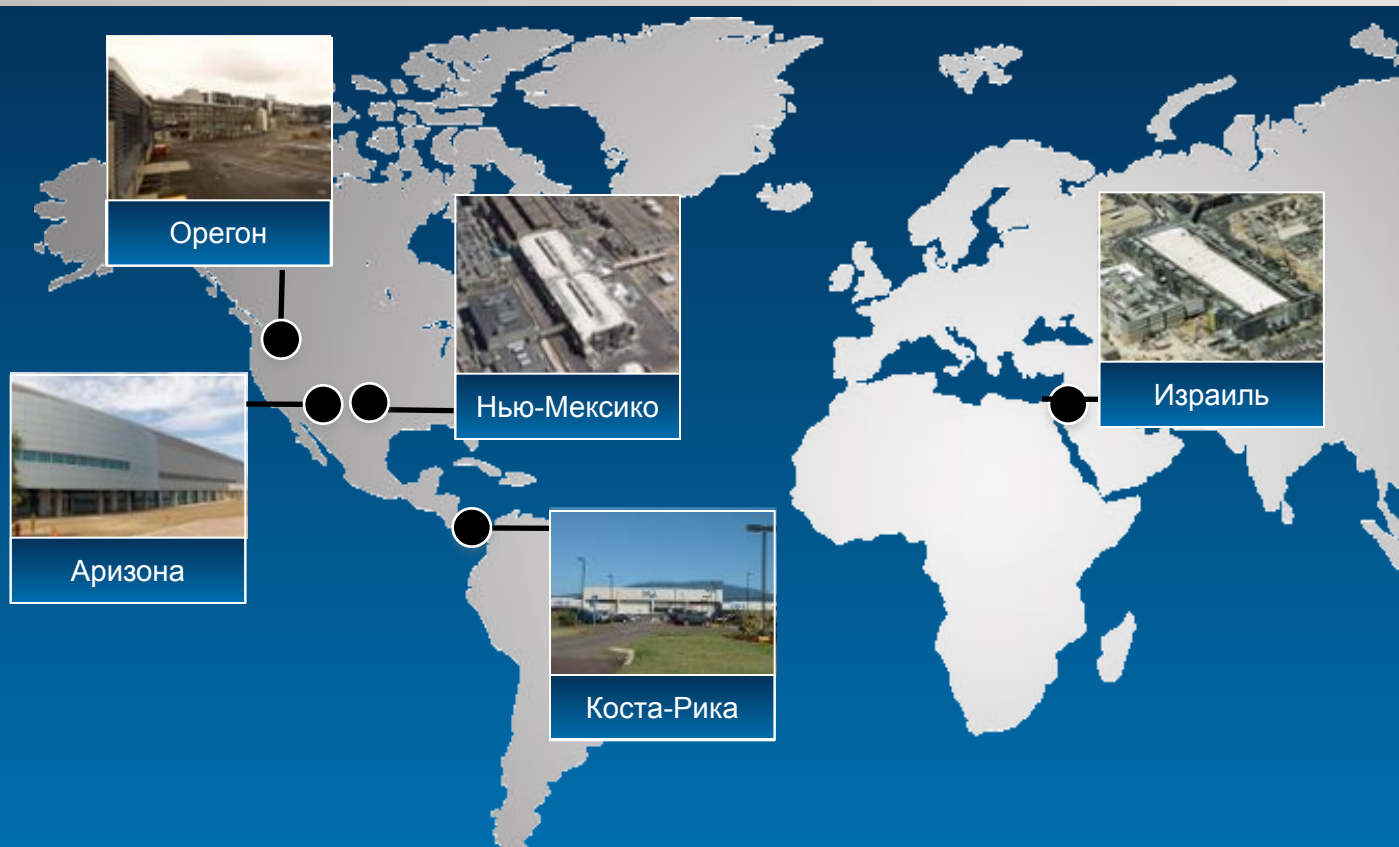 Орегон
Нью-Мексико
Израиль
Аризона
Коста-Рика